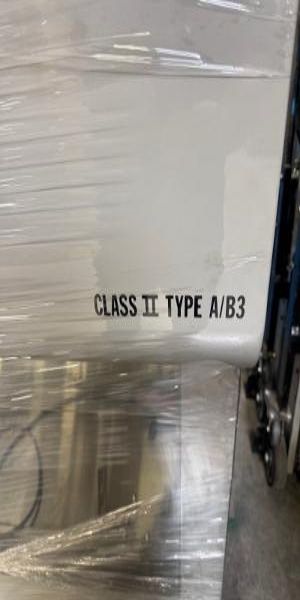 CLASS II TYPE A/B3